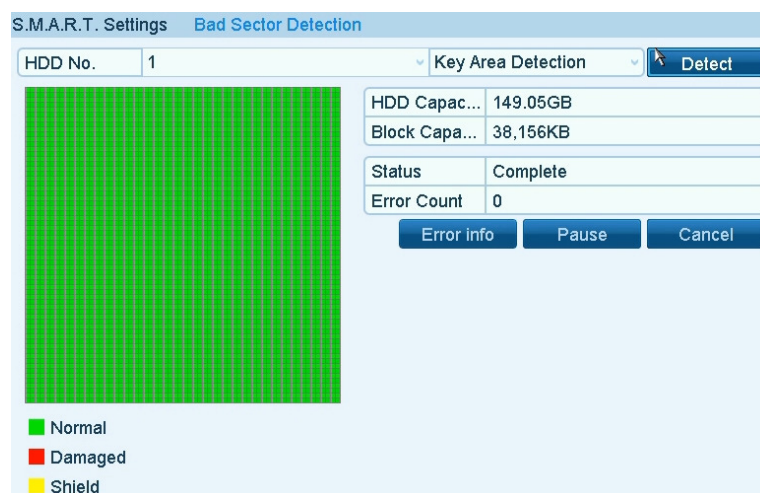 S.M.A.R.T. Settings Bad Sector Detection
HDD No. 1 Key Area Detection Detect
HDD Capac... 149.05GB
Block Capa... 38,156KB
Status Complete
Error Count 0
Error info Pause Cancel
Normal
Damaged
Shield